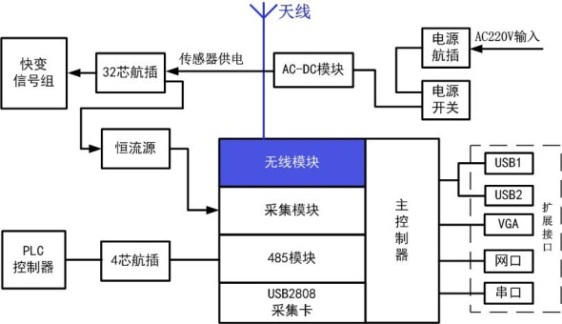 天线
AC220V输入
电源
航插
传感器供电
快变
信号组
32芯航插
AC-DC模块
电源
开关
恒流源
无线模块
USB1
主
控
制
器
USB2
采集模块
扩
展
接
口
VGA
PLC
控制器
4芯航插
485模块
网口
USB2808
采集卡
串口